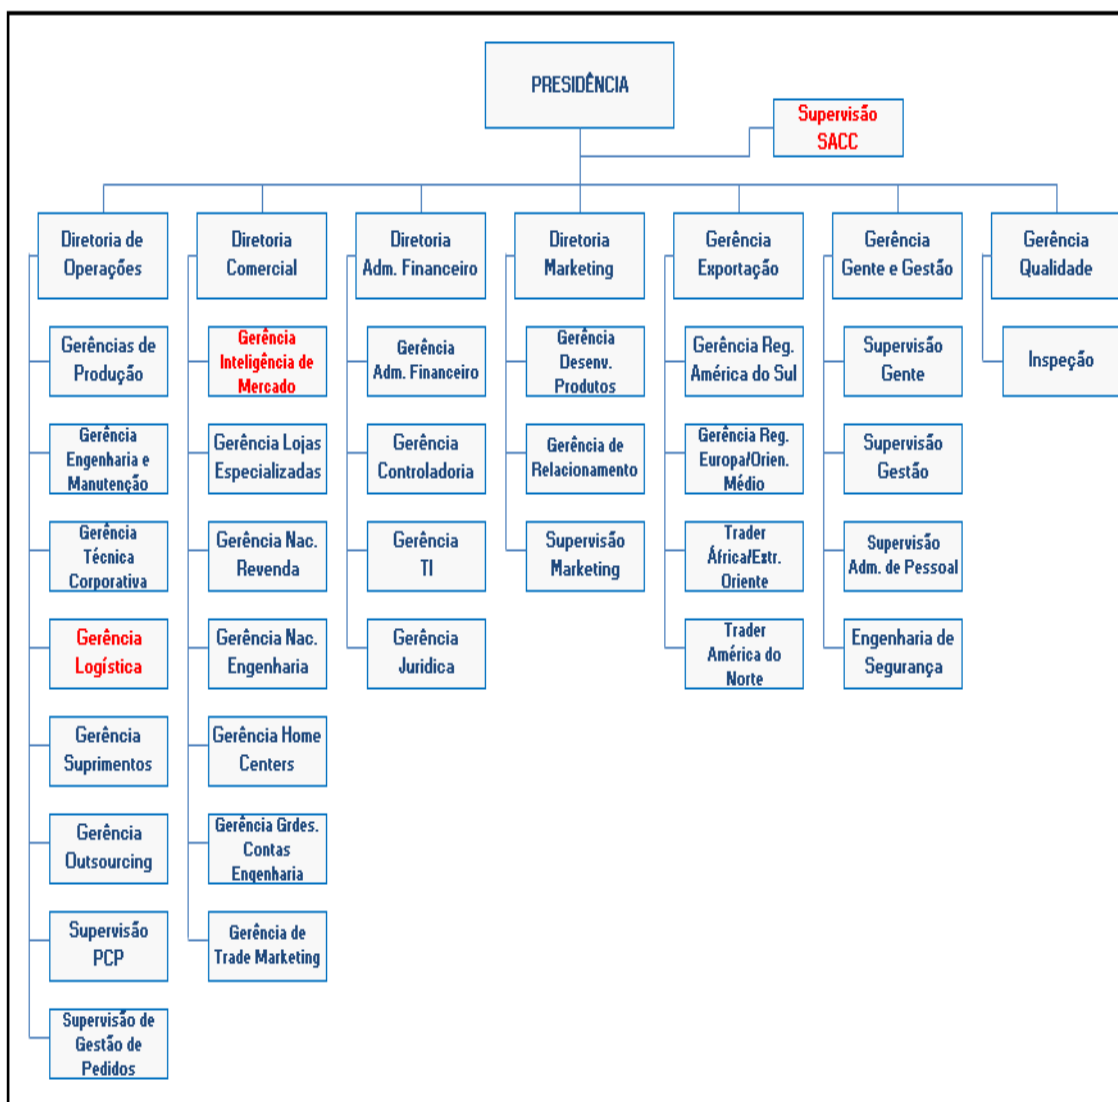 PRESIDÊNCIA
Supervisão
SACC
Diretoria de
Operações
Gerências de
Produção
Gerência
Engenharia e
Manutenção
Gerência
Técnica
Corporativa
Gerência
Logística
Gerência
Suprimentos
Gerência
Outsourcing
Supervisão
PCP
Supervisão de
Gestão de
Pedidos
Diretoria
Comercial
Gerência
Inteligência de
Mercado
Gerência Lojas
Especializadas
Gerência Nac.
Revenda
Gerência Nac.
Engenharia
Gerência Home
Centers
Gerência Grdes.
Contas
Engenharia
Gerência de
Trade Marketing
Diretoria
Adm. Financeiro
Gerência
Adm. Financeiro
Gerência
Controladoria
Gerência
TI
Gerência
Juridica
Diretoria
Marketing
Gerência
Desenv.
Produtos
Gerência de
Relacionamento
Supervisão
Marketing
Gerência
Exportação
Gerência Reg.
América do Sul
Gerência Reg.
Europa/Orien.
Médio
Trader
África/Extr.
Oriente
Trader
América do
Norte
Gerência
Gente e Gestão
Supervisão
Gente
Supervisão
Gestão
Supervisão
Adm. de Pessoal
Engenharia de
Segurança
Gerência
Qualidade
Inspeção